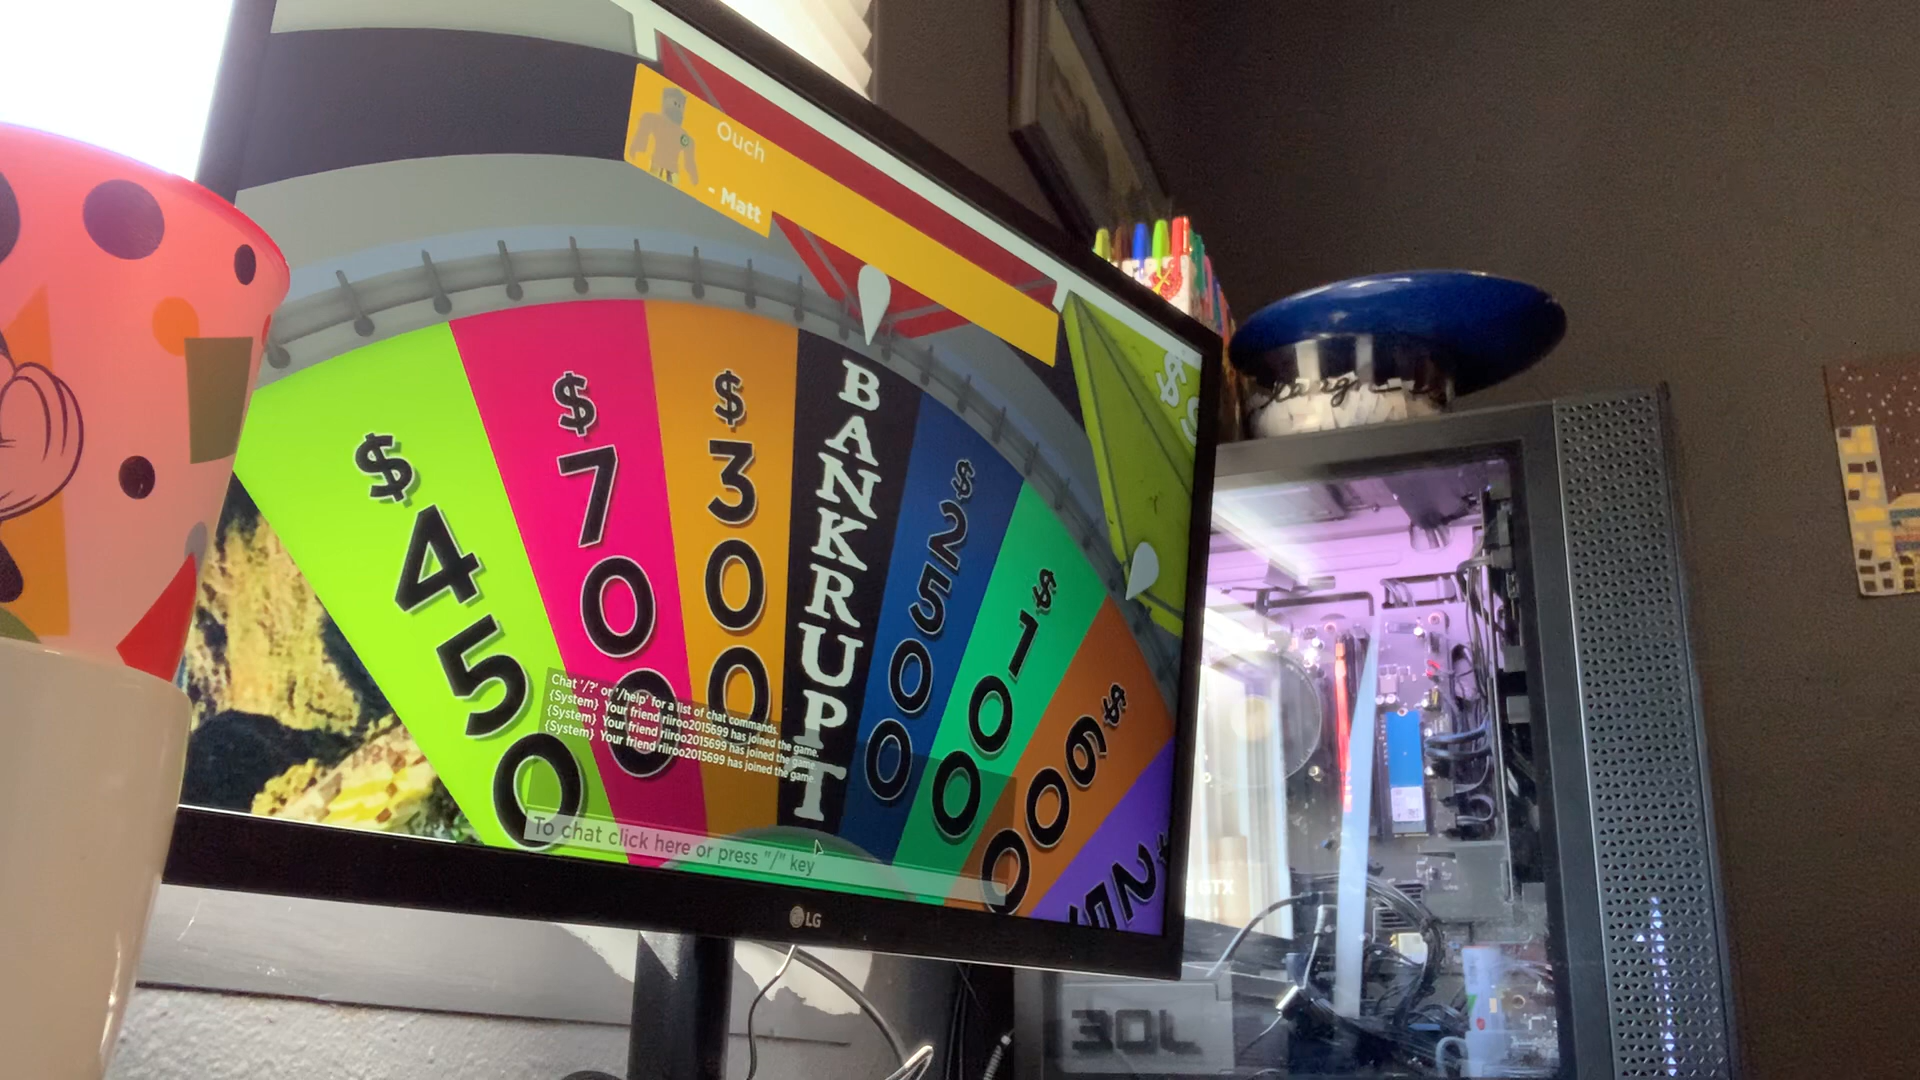 Ouch
- Matt
$450
$700
$300
BANKRUPT
$2500
$100
$600
Chat '/?' or '/help' for a list of chat commands.
{System} Your friend riiroo2015699 has joined the game.
{System} Your friend riiroo2015699 has joined the game.
{System} Your friend riiroo2015699 has joined the game.
To chat click here or press "/" key
LG
GTX
30L